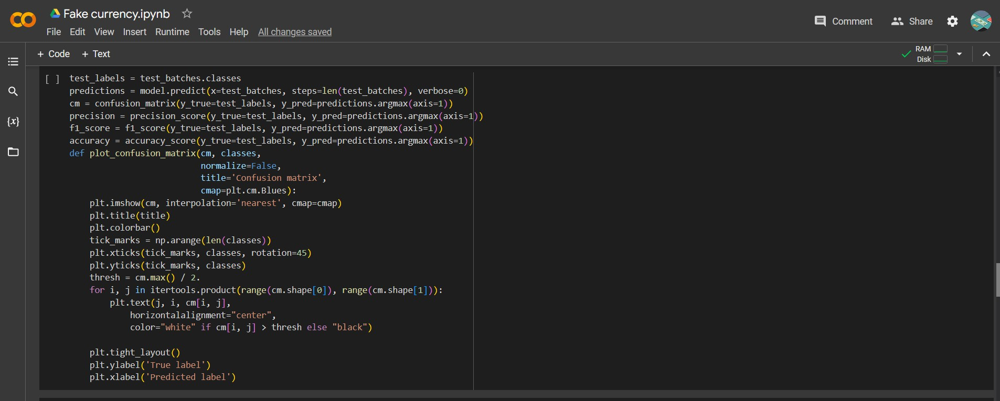 Fake currency.ipynb
File Edit View Insert Runtime Tools Help All changes saved
Comment Share
+ Code + Text
RAM
Disk
{x}
[ ] test_labels = test_batches.classes
predictions = model.predict(x=test_batches, steps=len(test_batches), verbose=0)
cm = confusion_matrix(y_true=test_labels, y_pred=predictions.argmax(axis=1))
precision = precision_score(y_true=test_labels, y_pred=predictions.argmax(axis=1))
f1_score = f1_score(y_true=test_labels, y_pred=predictions.argmax(axis=1))
accuracy = accuracy_score(y_true=test_labels, y_pred=predictions.argmax(axis=1))
def plot_confusion_matrix(cm, classes,
                          normalize=False,
                          title='Confusion matrix',
                          cmap=plt.cm.Blues):
    plt.imshow(cm, interpolation='nearest', cmap=cmap)
    plt.title(title)
    plt.colorbar()
    tick_marks = np.arange(len(classes))
    plt.xticks(tick_marks, classes, rotation=45)
    plt.yticks(tick_marks, classes)
    thresh = cm.max() / 2.
    for i, j in itertools.product(range(cm.shape[0]), range(cm.shape[1])):
        plt.text(j, i, cm[i, j],
            horizontalalignment="center",
            color="white" if cm[i, j] > thresh else "black")
    plt.tight_layout()
    plt.ylabel('True label')
    plt.xlabel('Predicted label')